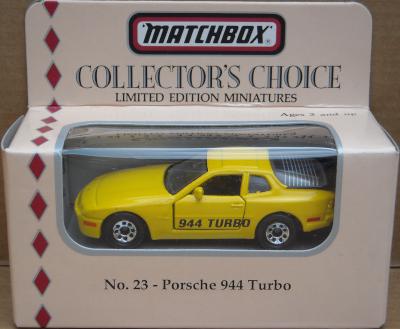 MATCHBOX ®
COLLECTOR'S CHOICE
LIMITED EDITION MINIATURES
Ages 3 and up
944 TURBO
No. 23 - Porsche 944 Turbo